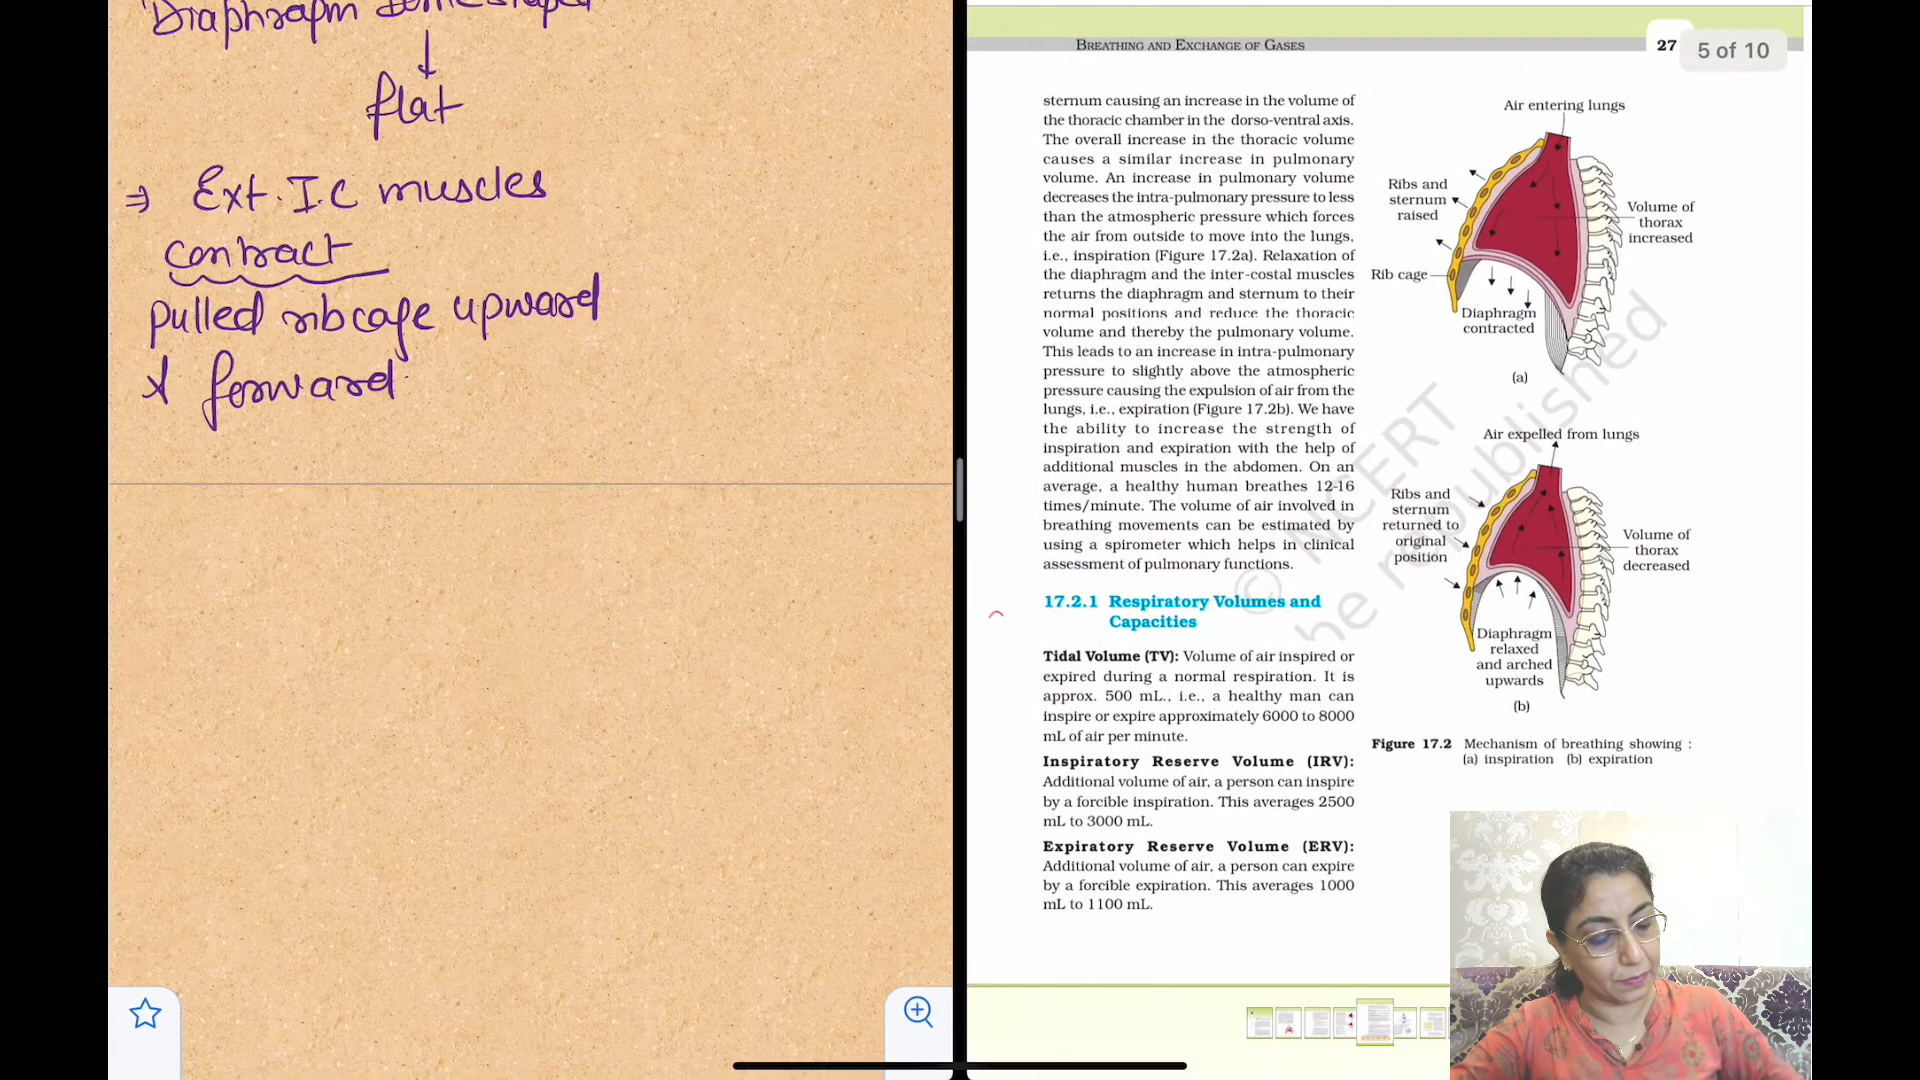 Diaphragm dome shaped
flat
⇒ Ext. I.C muscles
contract
pulled ribcage upward
& forward
BREATHING AND EXCHANGE OF GASES
27
5 of 10
sternum causing an increase in the volume of
the thoracic chamber in the dorso-ventral axis.
The overall increase in the thoracic volume
causes a similar increase in pulmonary
volume. An increase in pulmonary volume
decreases the intra-pulmonary pressure to less
than the atmospheric pressure which forces
the air from outside to move into the lungs,
i.e., inspiration (Figure 17.2a). Relaxation of
the diaphragm and the inter-costal muscles
returns the diaphragm and sternum to their
normal positions and reduce the thoracic
volume and thereby the pulmonary volume.
This leads to an increase in intra-pulmonary
pressure to slightly above the atmospheric
pressure causing the expulsion of air from the
lungs, i.e., expiration (Figure 17.2b). We have
the ability to increase the strength of
inspiration and expiration with the help of
additional muscles in the abdomen. On an
average, a healthy human breathes 12-16
times/minute. The volume of air involved in
breathing movements can be estimated by
using a spirometer which helps in clinical
assessment of pulmonary functions.
17.2.1 Respiratory Volumes and
Capacities
Tidal Volume (TV): Volume of air inspired or
expired during a normal respiration. It is
approx. 500 mL., i.e., a healthy man can
inspire or expire approximately 6000 to 8000
mL of air per minute.
Inspiratory Reserve Volume (IRV):
Additional volume of air, a person can inspire
by a forcible inspiration. This averages 2500
mL to 3000 mL.
Expiratory Reserve Volume (ERV):
Additional volume of air, a person can expire
by a forcible expiration. This averages 1000
mL to 1100 mL.
Air entering lungs
Ribs and
sternum
raised
Volume of
thorax
increased
Rib cage
Diaphragm
contracted
(a)
Air expelled from lungs
Ribs and
sternum
returned to
original
position
Volume of
thorax
decreased
Diaphragm
relaxed
and arched
upwards
(b)
Figure 17.2 Mechanism of breathing showing :
(a) inspiration (b) expiration
© NCERT
be republished